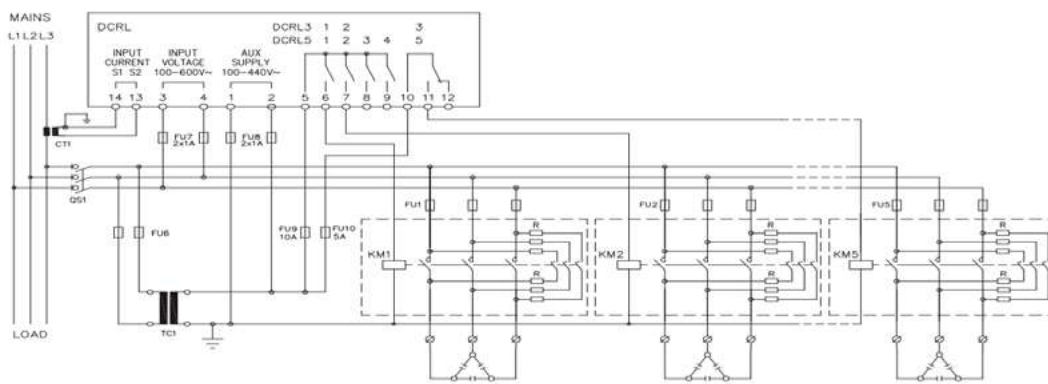 MAINS
L1 L2 L3
DCRL
DCRL3 1 2 3
DCRL5 1 2 3 4 5
INPUT CURRENT
S1 S2
INPUT VOLTAGE
100-600V~
AUX SUPPLY
100-440V~
14 13 3 4 1 2 5 6 7 8 9 10 11 12
CT1
FU7
2x1A
FU8
2x1A
QS1
FU6
FU9
10A
FU10
5A
FU1
FU2
FU5
R
R
R
KM1
KM2
KM5
R
R
R
TC1
LOAD